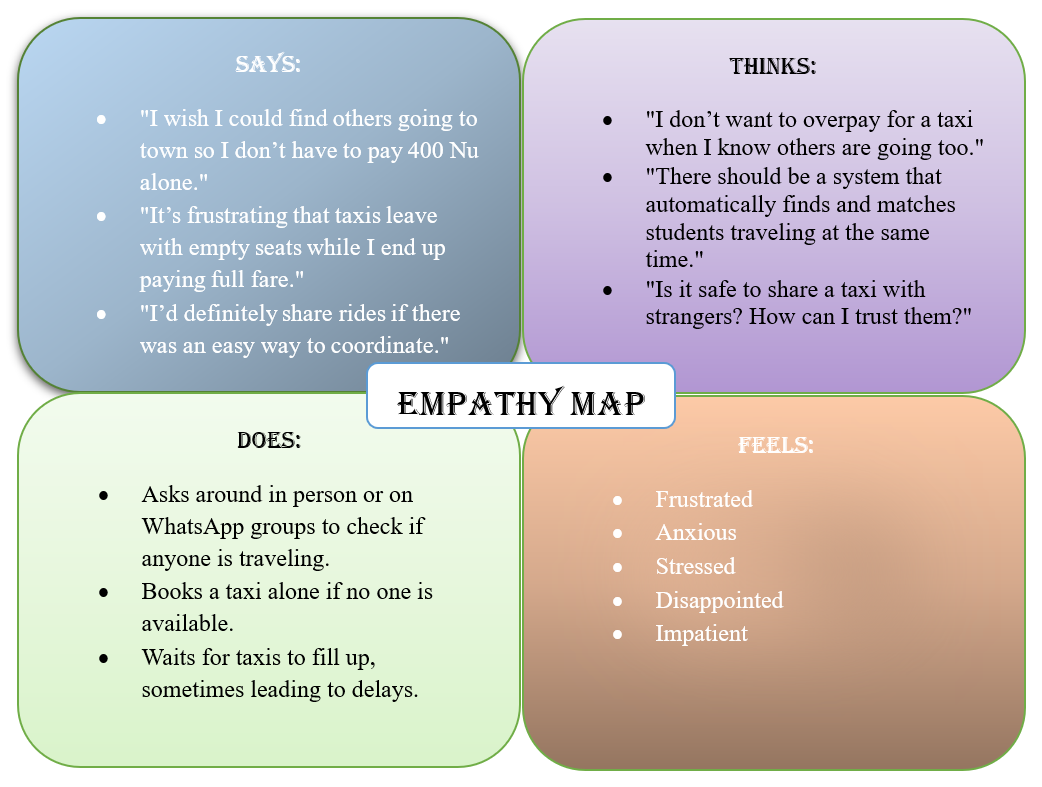 SAYS:
• "I wish I could find others going to
town so I don’t have to pay 400 Nu
alone."
• "It’s frustrating that taxis leave
with empty seats while I end up
paying full fare."
• "I’d definitely share rides if there
was an easy way to coordinate."
THINKS:
• "I don’t want to overpay for a taxi
when I know others are going too."
• "There should be a system that
automatically finds and matches
students traveling at the same
time."
• "Is it safe to share a taxi with
strangers? How can I trust them?"
EMPATHY MAP
DOES:
• Asks around in person or on
WhatsApp groups to check if
anyone is traveling.
• Books a taxi alone if no one is
available.
• Waits for taxis to fill up,
sometimes leading to delays.
FEELS:
• Frustrated
• Anxious
• Stressed
• Disappointed
• Impatient